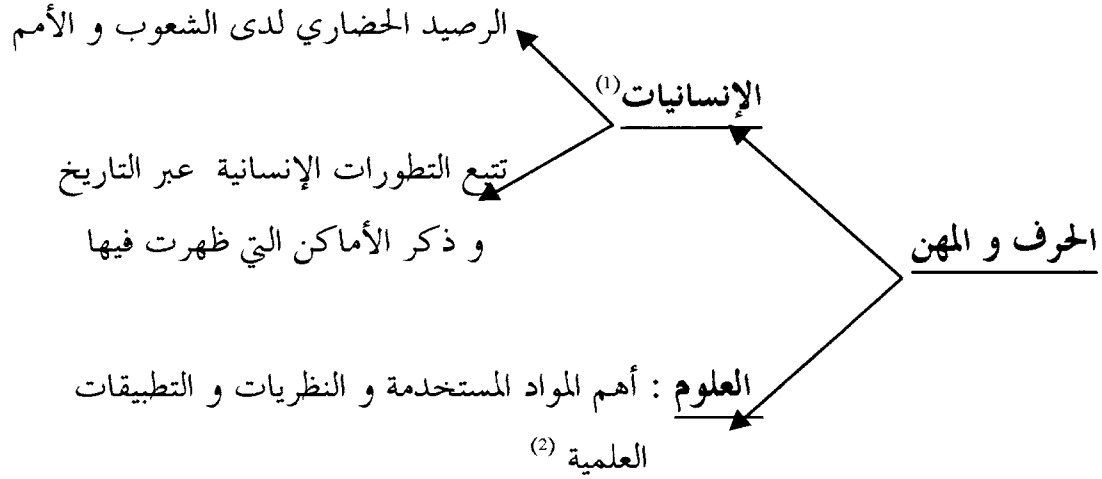 الرصيد الحضاري لدى الشعوب و الأمم
الإنسانيات (1)
تتبع التطورات الإنسانية عبر التاريخ
و ذكر الأماكن التي ظهرت فيها
الحرف و المهن
العلوم : أهم المواد المستخدمة و النظريات و التطبيقات
العلمية (2)